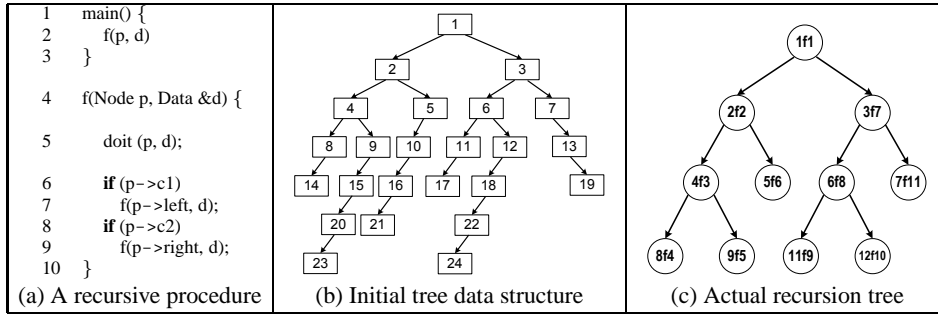 1 main() {
2 f(p, d)
3 }
4 f(Node p, Data &d) {
5 doit (p, d);
6 if (p->c1)
7 f(p->left, d);
8 if (p->c2)
9 f(p->right, d);
10 }
(a) A recursive procedure
1
2 3
4 5 6 7
8 9 10 11 12 13
14 15 16 17 18 19
20 21 22
23 24
(b) Initial tree data structure
1f1
2f2 3f7
4f3 5f6 6f8 7f11
8f4 9f5 11f9 12f10
(c) Actual recursion tree